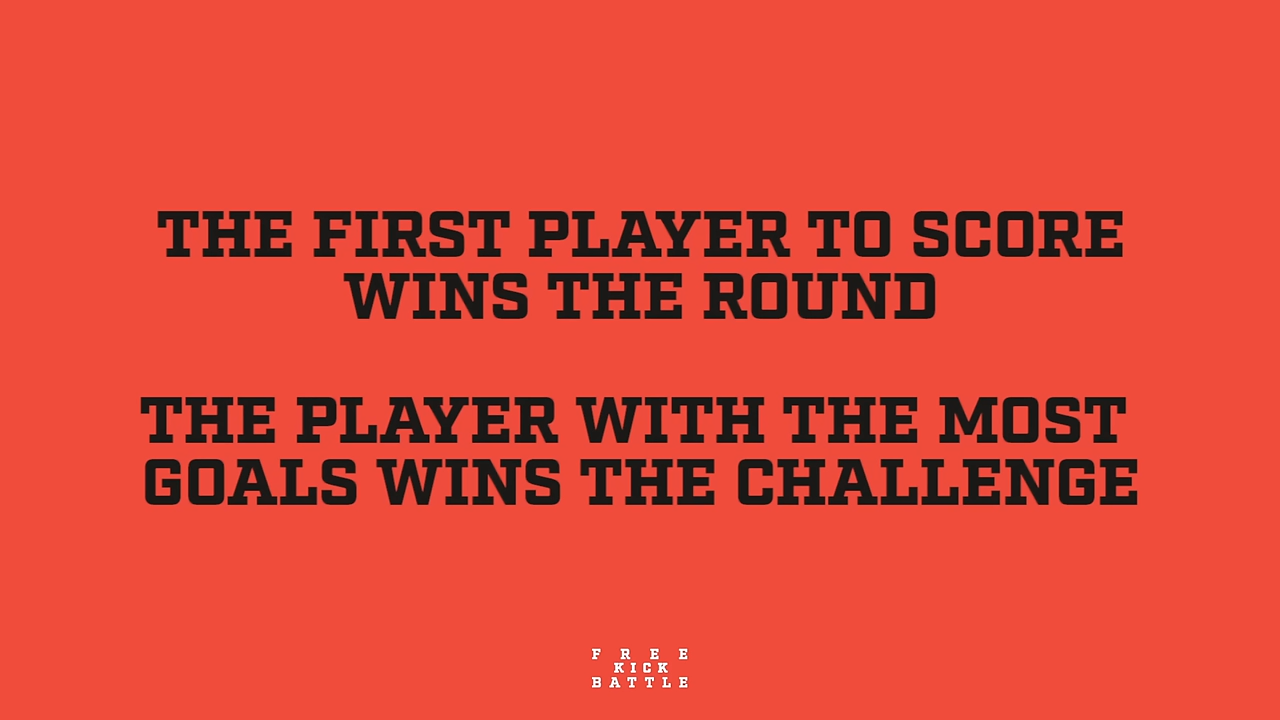 THE FIRST PLAYER TO SCORE
WINS THE ROUND
THE PLAYER WITH THE MOST
GOALS WINS THE CHALLENGE
FREE
KICK
BATTLE